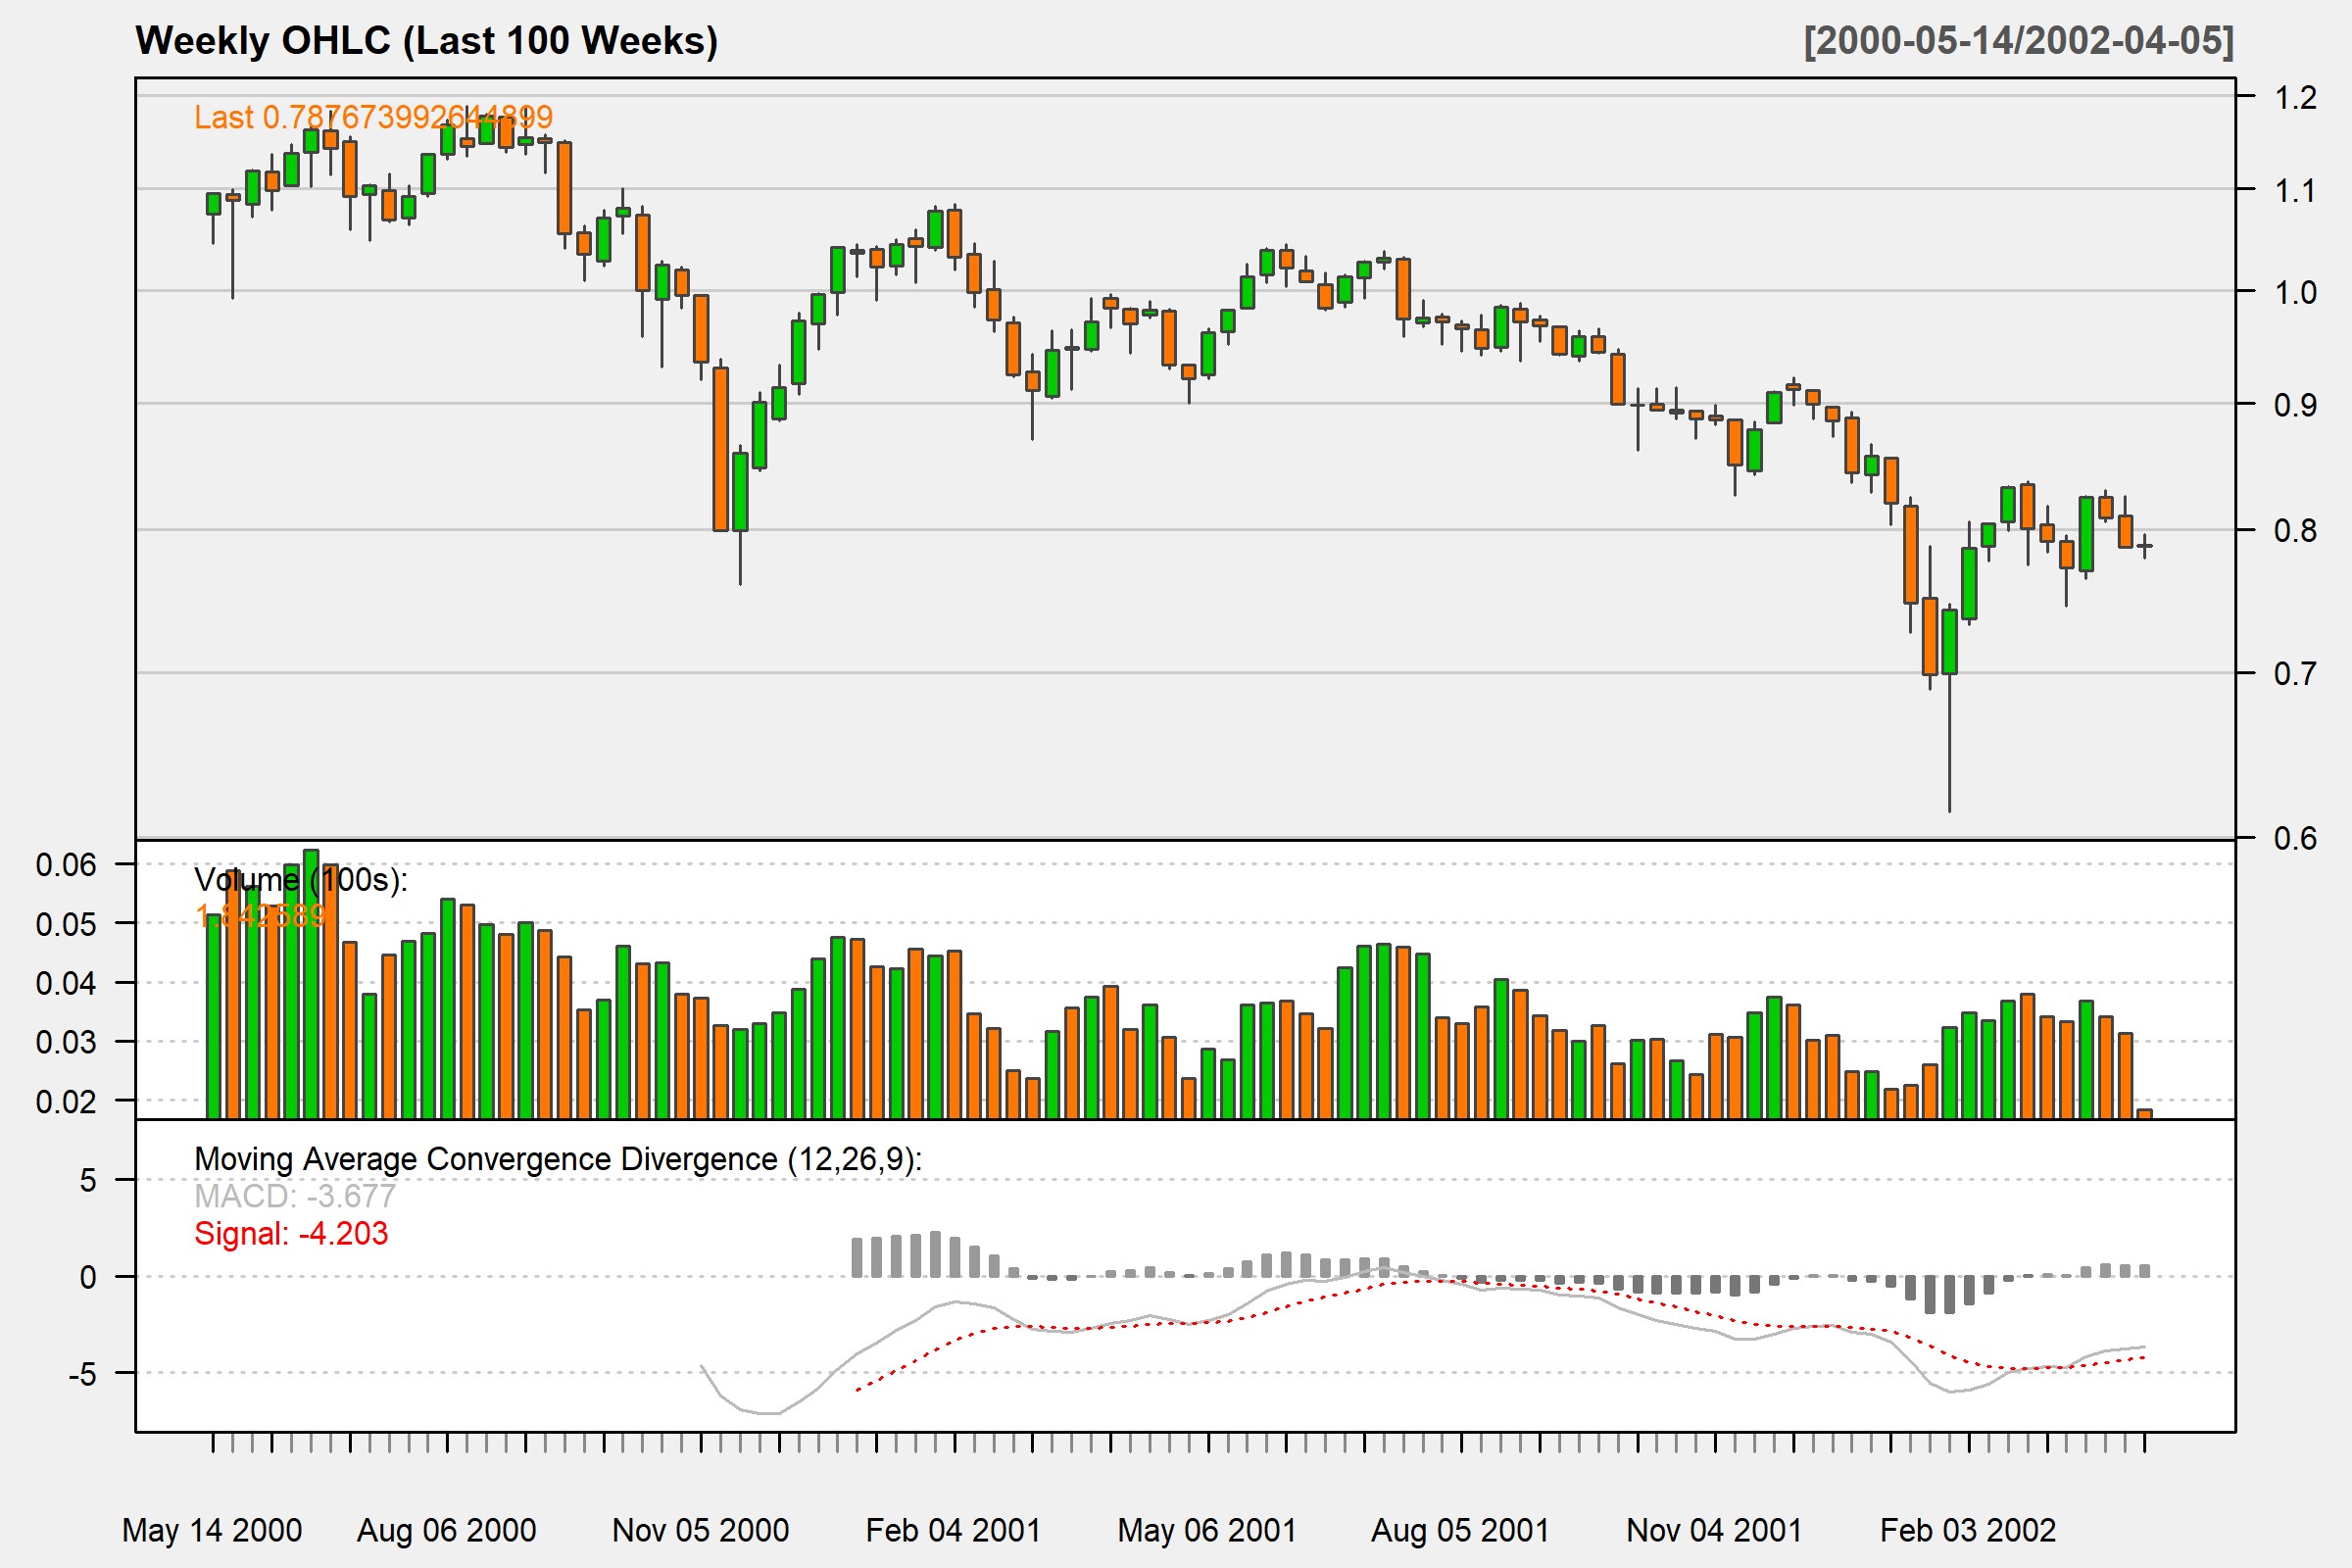 Weekly OHLC (Last 100 Weeks)
[2000-05-14/2002-04-05]
Last 0.787673992644899
1.2
1.1
1.0
0.9
0.8
0.7
0.6
Volume (100s):
1.842589
0.06
0.05
0.04
0.03
0.02
Moving Average Convergence Divergence (12,26,9):
MACD: -3.677
Signal: -4.203
5
0
-5
May 14 2000
Aug 06 2000
Nov 05 2000
Feb 04 2001
May 06 2001
Aug 05 2001
Nov 04 2001
Feb 03 2002